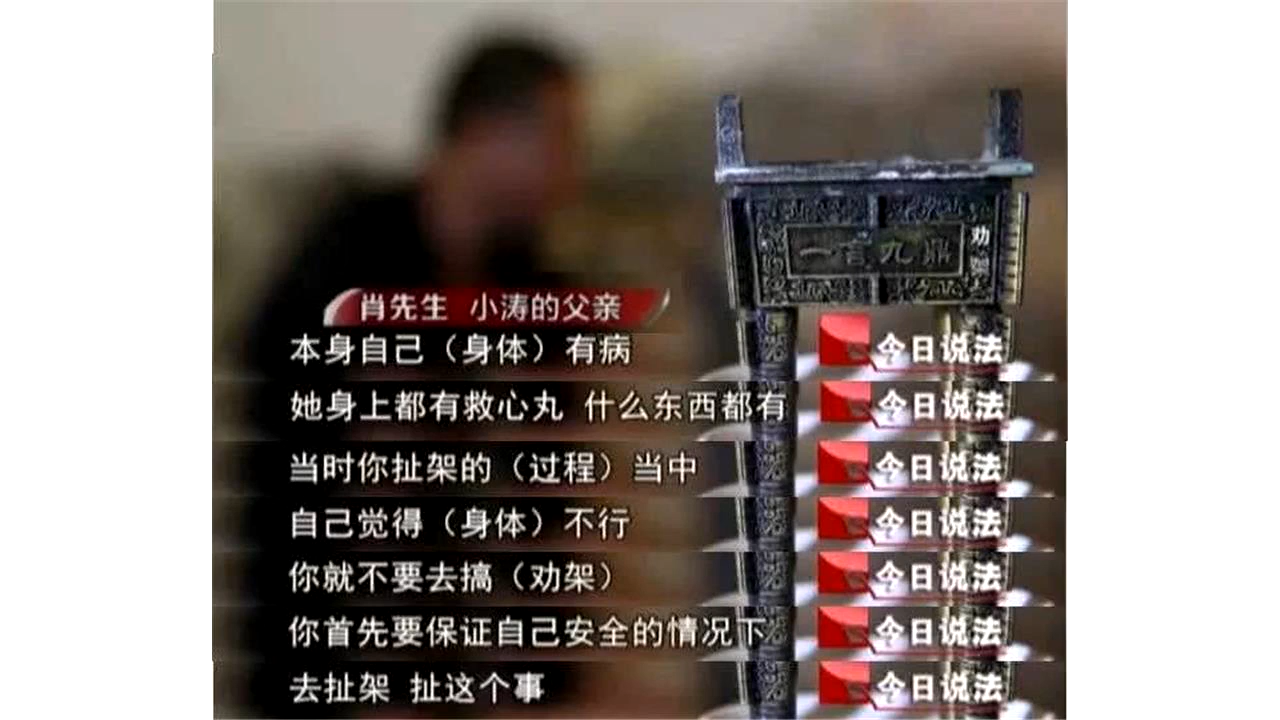 一言九鼎
劝
肖先生 小涛的父亲
本身自己（身体）有病
今日说法
她身上都有救心丸 什么东西都有
今日说法
当时你扯架的（过程）当中
今日说法
自己觉得（身体）不行
今日说法
你就不要去搞（劝架）
今日说法
你首先要保证自己安全的情况下
今日说法
去扯架 扯这个事
今日说法